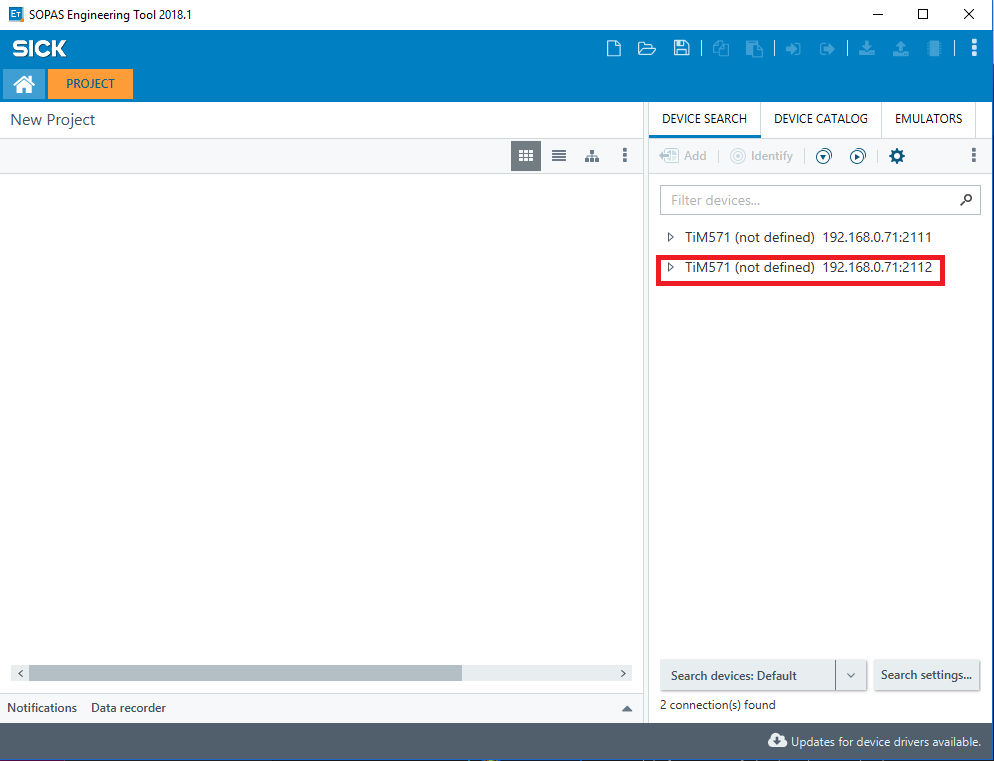 ET SOPAS Engineering Tool 2018.1
SICK
PROJECT
New Project
DEVICE SEARCH DEVICE CATALOG EMULATORS
Add Identify
Filter devices...
TiM571 (not defined) 192.168.0.71:2111
TiM571 (not defined) 192.168.0.71:2112
Search devices: Default Search settings...
2 connection(s) found
Notifications Data recorder
Updates for device drivers available.